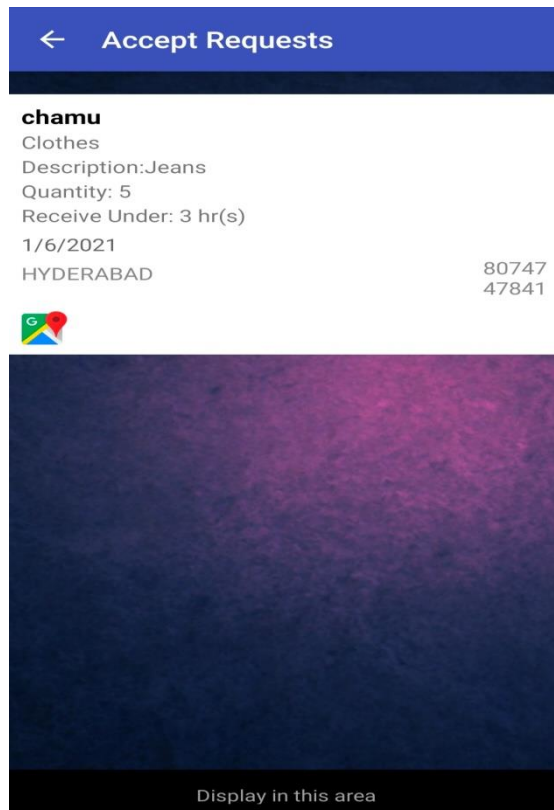 Accept Requests
chamu
Clothes
Description:Jeans
Quantity: 5
Receive Under: 3 hr(s)
1/6/2021
HYDERABAD
80747
47841
G
Display in this area